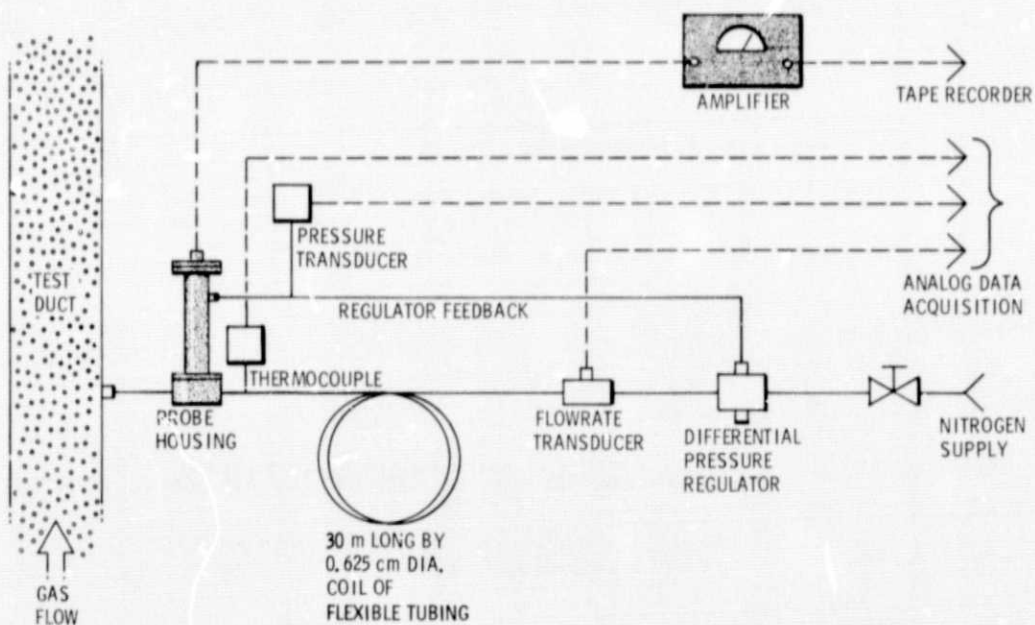 AMPLIFIER
TAPE RECORDER
PRESSURE
TRANSDUCER
TEST
DUCT
ANALOG DATA
ACQUISITION
REGULATOR FEEDBACK
THERMOCOUPLE
PROBE
HOUSING
FLOWRATE
TRANSDUCER
DIFFERENTIAL
PRESSURE
REGULATOR
NITROGEN
SUPPLY
30 m LONG BY
0.625 cm DIA.
COIL OF
FLEXIBLE TUBING
GAS
FLOW